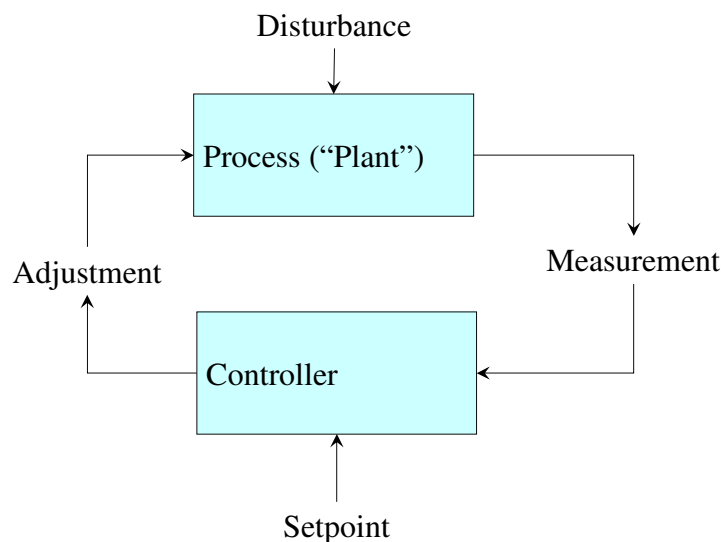 Disturbance
Process (“Plant”)
Adjustment
Measurement
Controller
Setpoint